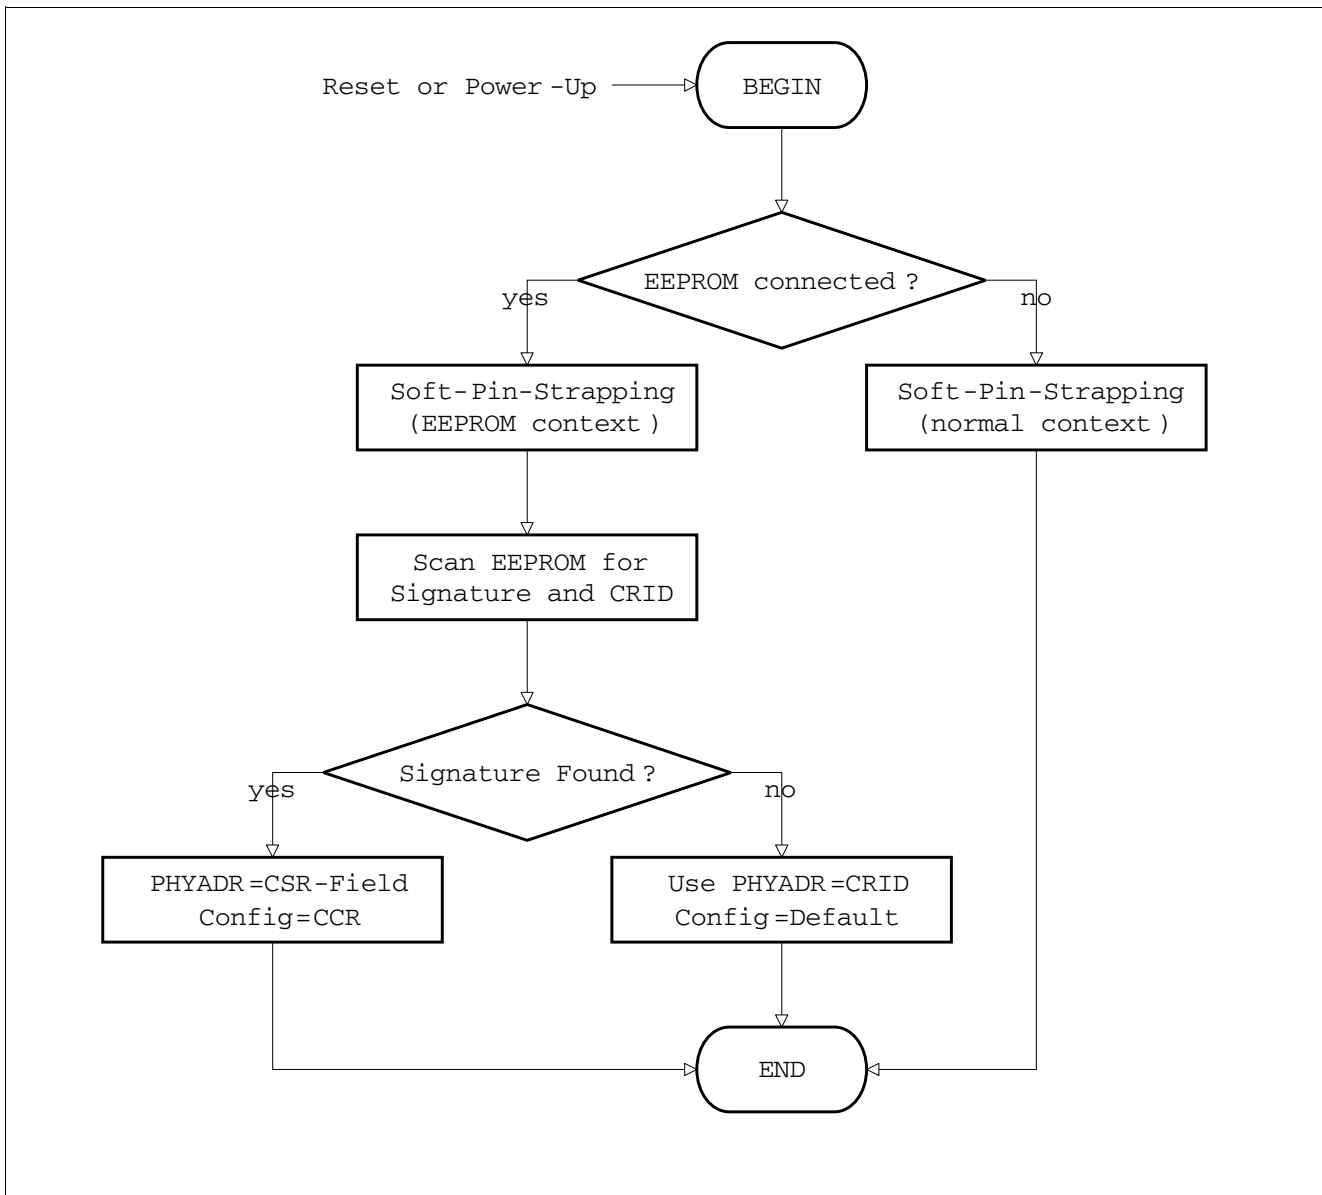 Reset or Power-Up
BEGIN
EEPROM connected?
yes
no
Soft-Pin-Strapping
(EEPROM context)
Soft-Pin-Strapping
(normal context)
Scan EEPROM for
Signature and CRID
Signature Found?
yes
no
PHYADR=CSR-Field
Config=CCR
Use PHYADR=CRID
Config=Default
END